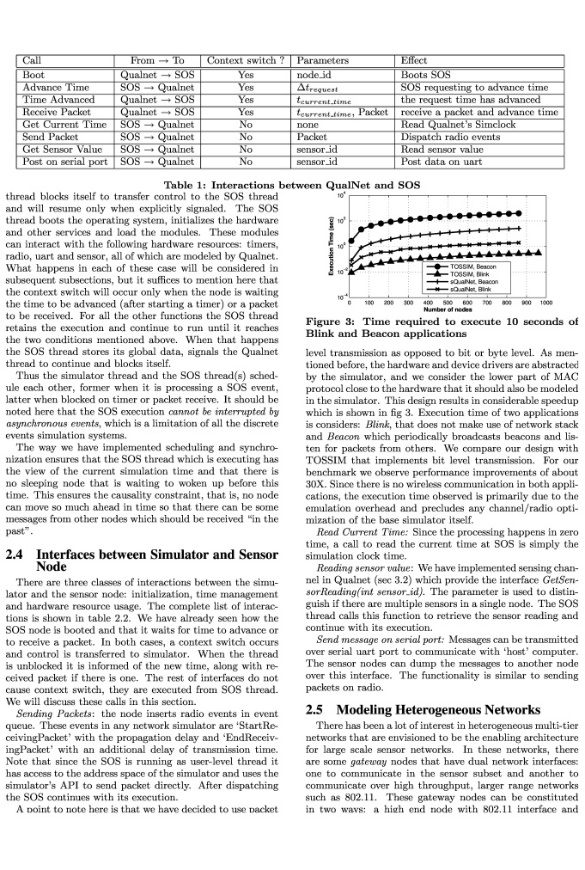 Call From → To Context switch ? Parameters Effect
Boot Qualnet → SOS Yes node_id Boots SOS
Advance Time SOS → Qualnet Yes Δt_request SOS requesting to advance time
Time Advanced Qualnet → SOS Yes t_current_time the request time has advanced
Receive Packet Qualnet → SOS Yes t_current_time, Packet receive a packet and advance time
Get Current Time SOS → Qualnet No none Read Qualnet's Simclock
Send Packet SOS → Qualnet No Packet Dispatch radio events
Get Sensor Value SOS → Qualnet No sensor_id Read sensor value
Post on serial port SOS → Qualnet No sensor_id Post data on uart
Table 1: Interactions between QualNet and SOS
thread blocks itself to transfer control to the SOS thread
and will resume only when explicitly signaled. The SOS
thread boots the operating system, initializes the hardware
and other services and load the modules. These modules
can interact with the following hardware resources: timers,
radio, uart and sensor, all of which are modeled by Qualnet.
What happens in each of these case will be considered in
subsequent subsections, but it suffices to mention here that
the context switch will occur only when the node is waiting
the time to be advanced (after starting a timer) or a packet
to be received. For all the other functions the SOS thread
retains the execution and continue to run until it reaches
the two conditions mentioned above. When that happens
the SOS thread stores its global data, signals the Qualnet
thread to continue and blocks itself.
Thus the simulator thread and the SOS thread(s) sched-
ule each other, former when it is processing a SOS event,
latter when blocked on timer or packet receive. It should be
noted here that the SOS execution cannot be interrupted by
asynchronous events, which is a limitation of all the discrete
events simulation systems.
The way we have implemented scheduling and synchro-
nization ensures that the SOS thread which is executing has
the view of the current simulation time and that there is
no sleeping node that is waiting to woken up before this
time. This ensures the causality constraint, that is, no node
can move so much ahead in time so that there can be some
messages from other nodes which should be received "in the
past".
2.4 Interfaces between Simulator and Sensor
Node
There are three classes of interactions between the simu-
lator and the sensor node: initialization, time management
and hardware resource usage. The complete list of interac-
tions is shown in table 2.2. We have already seen how the
SOS node is booted and that it waits for time to advance or
to receive a packet. In both cases, a context switch occurs
and control is transferred to simulator. When the thread
is unblocked it is informed of the new time, along with re-
ceived packet if there is one. The rest of interfaces do not
cause context switch, they are executed from SOS thread.
We will discuss these calls in this section.
Sending Packets: the node inserts radio events in event
queue. These events in any network simulator are 'StartRe-
ceivingPacket' with the propagation delay and 'EndReceiv-
ingPacket' with an additional delay of transmission time.
Note that since the SOS is running as user-level thread it
has access to the address space of the simulator and uses the
simulator's API to send packet directly. After dispatching
the SOS continues with its execution.
A point to note here is that we have decided to use packet
Execution Time (sec)
TOSSIM, Beacon
TOSSIM, Blink
sQualNet, Beacon
sQualNet, Blink
0 100 200 300 400 500 600 700 800 900 1000
Number of nodes
Figure 3: Time required to execute 10 seconds of
Blink and Beacon applications
level transmission as opposed to bit or byte level. As men-
tioned before, the hardware and device drivers are abstracted
by the simulator, and we consider the lower part of MAC
protocol close to the hardware that it should also be modeled
in the simulator. This design results in considerable speedup
which is shown in fig 3. Execution time of two applications
is considers: Blink, that does not make use of network stack
and Beacon which periodically broadcasts beacons and lis-
ten for packets from others. We compare our design with
TOSSIM that implements bit level transmission. For our
benchmark we observe performance improvements of about
30X. Since there is no wireless communication in both appli-
cations, the execution time observed is primarily due to the
emulation overhead and precludes any channel/radio opti-
mization of the base simulator itself.
Read Current Time: Since the processing happens in zero
time, a call to read the current time at SOS is simply the
simulation clock time.
Reading sensor value: We have implemented sensing chan-
nel in Qualnet (sec 3.2) which provide the interface GetSen-
sorReading(int sensor_id). The parameter is used to distin-
guish if there are multiple sensors in a single node. The SOS
thread calls this function to retrieve the sensor reading and
continue with its execution.
Send message on serial port: Messages can be transmitted
over serial uart port to communicate with 'host' computer.
The sensor nodes can dump the messages to another node
over this interface. The functionality is similar to sending
packets on radio.
2.5 Modeling Heterogeneous Networks
There has been a lot of interest in heterogeneous multi-tier
networks that are envisioned to be the enabling architecture
for large scale sensor networks. In these networks, there
are some gateway nodes that have dual network interfaces:
one to communicate in the sensor subset and another to
communicate over high throughput, larger range networks
such as 802.11. These gateway nodes can be constituted
in two ways: a high end node with 802.11 interface and